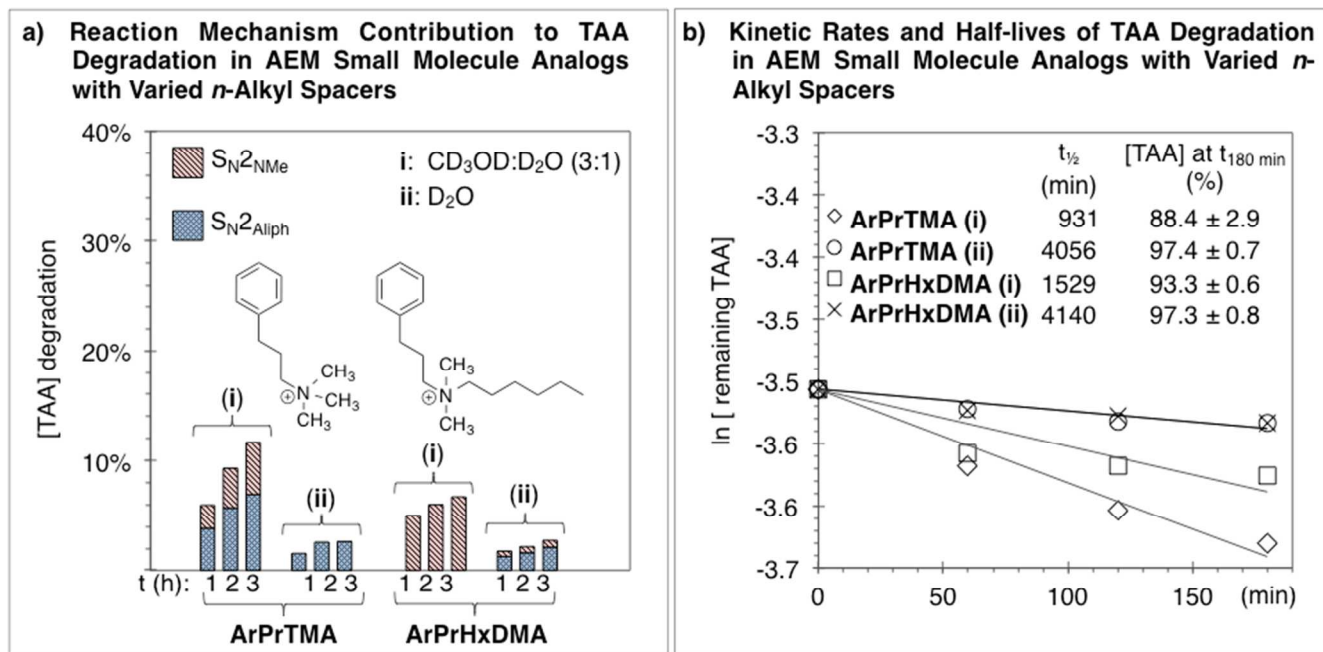 a) Reaction Mechanism Contribution to TAA
Degradation in AEM Small Molecule Analogs
with Varied n-Alkyl Spacers
40%
30%
20%
10%
[TAA] degradation
SN2NMe
SN2Aliph
i: CD3OD:D2O (3:1)
ii: D2O
CH3
N
CH3
CH3
⊕
CH3
N
CH3
⊕
(i)
(ii)
(i)
(ii)
t (h): 1 2 3 1 2 3 1 2 3 1 2 3
ArPrTMA ArPrHxDMA
b) Kinetic Rates and Half-lives of TAA Degradation
in AEM Small Molecule Analogs with Varied n-
Alkyl Spacers
-3.3
-3.4
-3.4
-3.5
-3.5
-3.6
-3.6
-3.7
ln [ remaining TAA]
t½ [TAA] at t180 min
(min) (%)
ArPrTMA (i) 931 88.4 ± 2.9
ArPrTMA (ii) 4056 97.4 ± 0.7
ArPrHxDMA (i) 1529 93.3 ± 0.6
ArPrHxDMA (ii) 4140 97.3 ± 0.8
0 50 100 150 (min)